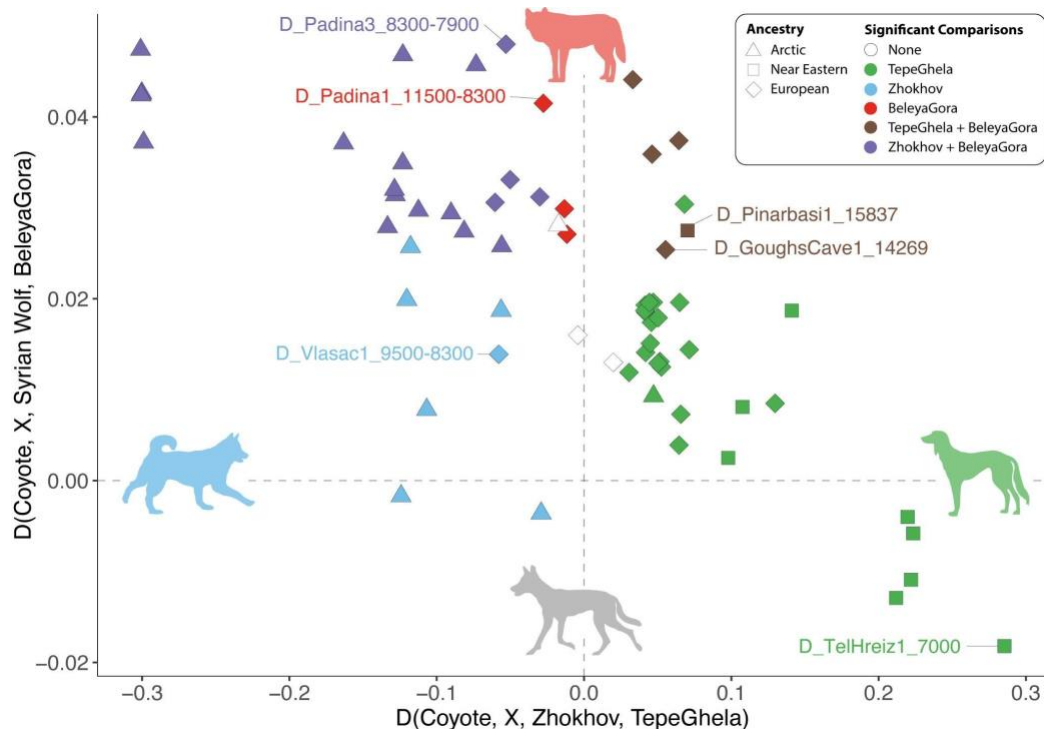 D_Padina3_8300-7900
D_Padina1_11500-8300
D_Pinarbasi1_15837
D_GoughsCave1_14269
D_Vlasac1_9500-8300
D_TelHreiz1_7000
Ancestry
Arctic
Near Eastern
European
Significant Comparisons
None
TepeGhela
Zhokhov
BeleyaGora
TepeGhela + BeleyaGora
Zhokhov + BeleyaGora
D(Coyote, X, Syrian Wolf, BeleyaGora)
0.04
0.02
0.00
−0.02
−0.3
−0.2
−0.1
0.0
0.1
0.2
0.3
D(Coyote, X, Zhokhov, TepeGhela)